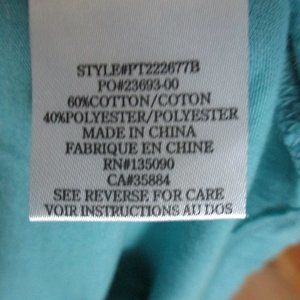 STYLE#PT222677B
PO#23693-00
60%COTTON/COTON
40%POLYESTER/POLYESTER
MADE IN CHINA
FABRIQUE EN CHINE
RN#135090
CA#35884
SEE REVERSE FOR CARE
VOIR INSTRUCTIONS AU DOS